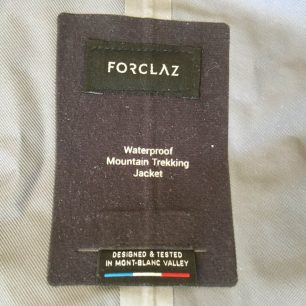 FORCLAZ
Waterproof
Mountain Trekking
Jacket
DESIGNED & TESTED
IN MONT-BLANC VALLEY